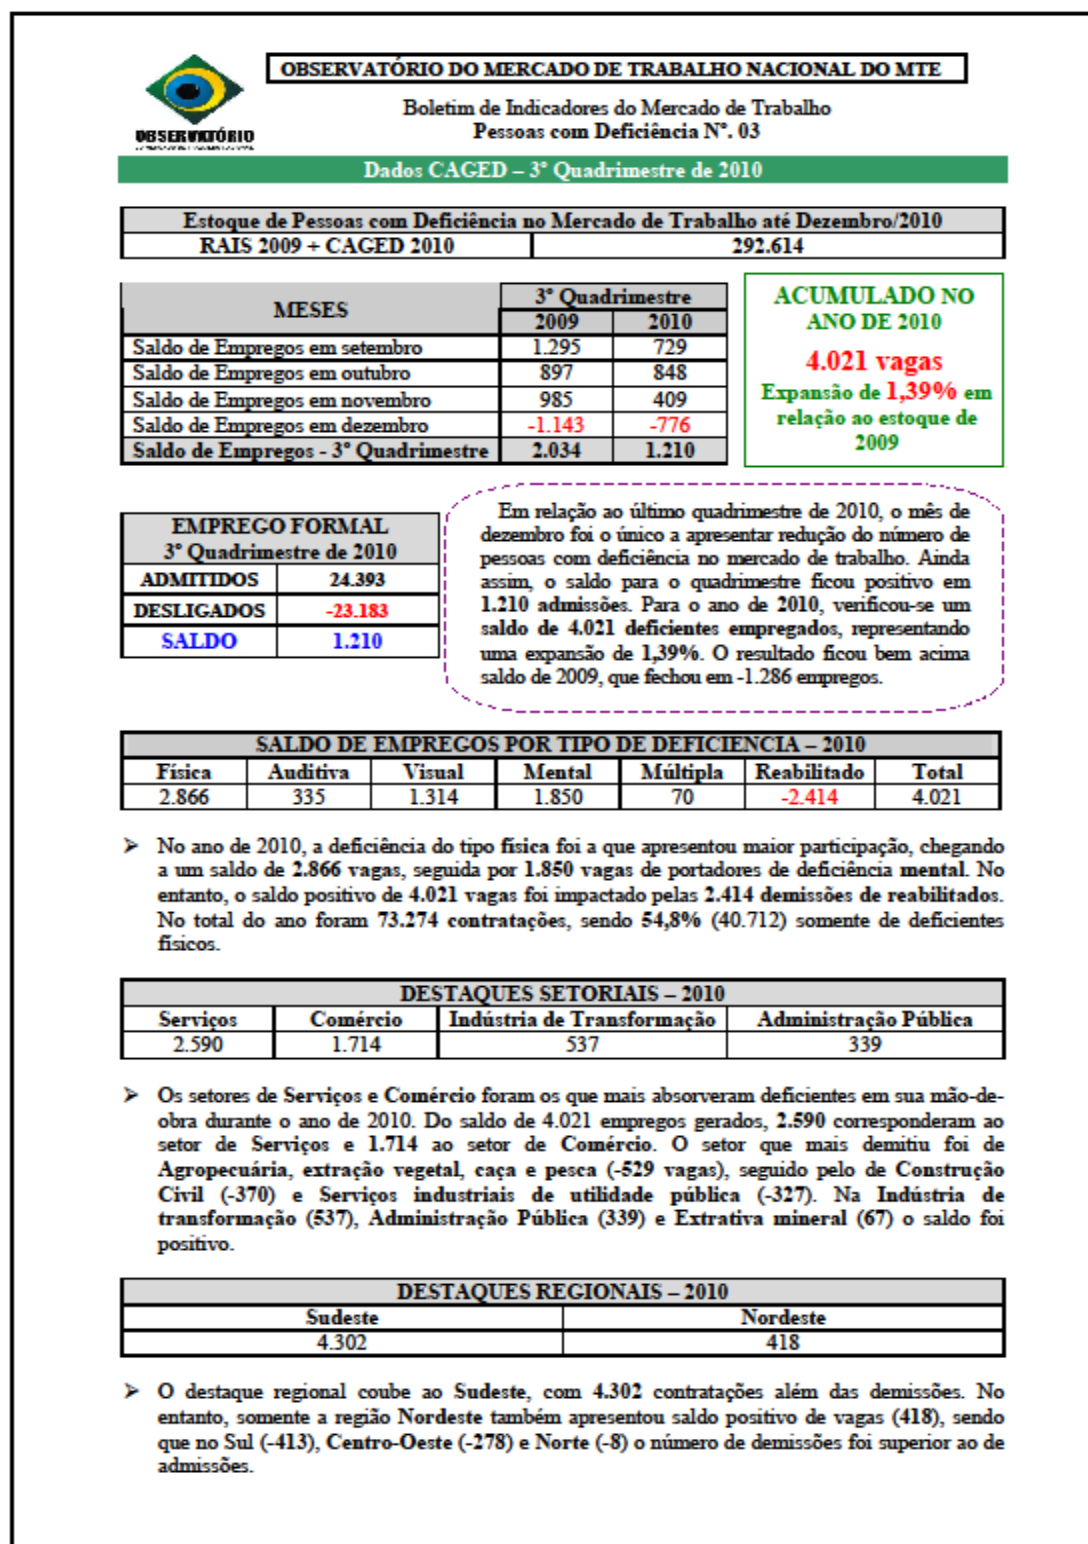 OBSERVATÓRIO DO MERCADO DE TRABALHO NACIONAL DO MTE
OBSERVATÓRIO
Boletim de Indicadores do Mercado de Trabalho
Pessoas com Deficiência Nº. 03
Dados CAGED – 3º Quadrimestre de 2010
Estoque de Pessoas com Deficiência no Mercado de Trabalho até Dezembro/2010
RAIS 2009 + CAGED 2010 292.614
MESES 3º Quadrimestre
2009 2010
Saldo de Empregos em setembro 1.295 729
Saldo de Empregos em outubro 897 848
Saldo de Empregos em novembro 985 409
Saldo de Empregos em dezembro -1.143 -776
Saldo de Empregos - 3º Quadrimestre 2.034 1.210
ACUMULADO NO
ANO DE 2010
4.021 vagas
Expansão de 1,39% em
relação ao estoque de
2009
EMPREGO FORMAL
3º Quadrimestre de 2010
ADMITIDOS 24.393
DESLIGADOS -23.183
SALDO 1.210
Em relação ao último quadrimestre de 2010, o mês de
dezembro foi o único a apresentar redução do número de
pessoas com deficiência no mercado de trabalho. Ainda
assim, o saldo para o quadrimestre ficou positivo em
1.210 admissões. Para o ano de 2010, verificou-se um
saldo de 4.021 deficientes empregados, representando
uma expansão de 1,39%. O resultado ficou bem acima
saldo de 2009, que fechou em -1.286 empregos.
SALDO DE EMPREGOS POR TIPO DE DEFICIENCIA – 2010
Física Auditiva Visual Mental Múltipla Reabilitado Total
2.866 335 1.314 1.850 70 -2.414 4.021
➢ No ano de 2010, a deficiência do tipo física foi a que apresentou maior participação, chegando
a um saldo de 2.866 vagas, seguida por 1.850 vagas de portadores de deficiência mental. No
entanto, o saldo positivo de 4.021 vagas foi impactado pelas 2.414 demissões de reabilitados.
No total do ano foram 73.274 contratações, sendo 54,8% (40.712) somente de deficientes
físicos.
DESTAQUES SETORIAIS – 2010
Serviços Comércio Indústria de Transformação Administração Pública
2.590 1.714 537 339
➢ Os setores de Serviços e Comércio foram os que mais absorveram deficientes em sua mão-de-
obra durante o ano de 2010. Do saldo de 4.021 empregos gerados, 2.590 corresponderam ao
setor de Serviços e 1.714 ao setor de Comércio. O setor que mais demitiu foi de
Agropecuária, extração vegetal, caça e pesca (-529 vagas), seguido pelo de Construção
Civil (-370) e Serviços industriais de utilidade pública (-327). Na Indústria de
transformação (537), Administração Pública (339) e Extrativa mineral (67) o saldo foi
positivo.
DESTAQUES REGIONAIS – 2010
Sudeste Nordeste
4.302 418
➢ O destaque regional coube ao Sudeste, com 4.302 contratações além das demissões. No
entanto, somente a região Nordeste também apresentou saldo positivo de vagas (418), sendo
que no Sul (-413), Centro-Oeste (-278) e Norte (-8) o número de demissões foi superior ao de
admissões.